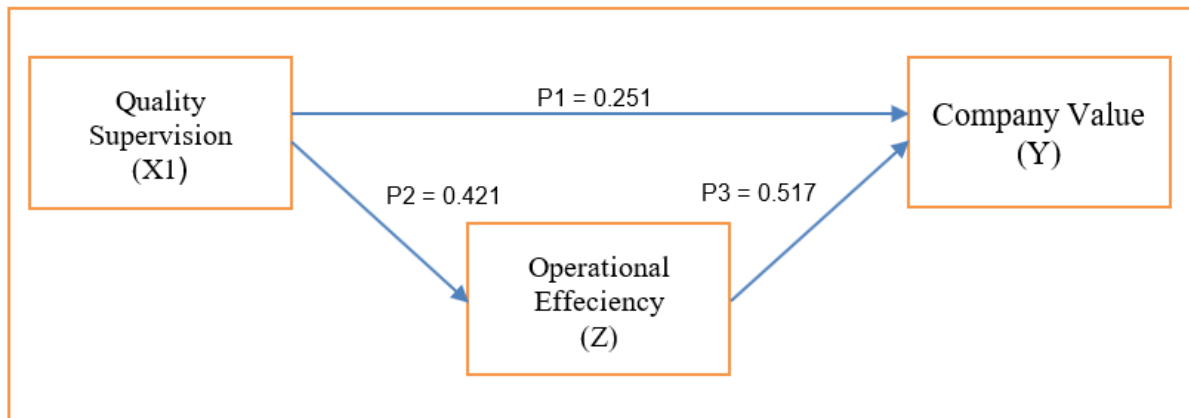 Quality
Supervision
(X1)
P1 = 0.251
Company Value
(Y)
P2 = 0.421
P3 = 0.517
Operational
Effeciency
(Z)